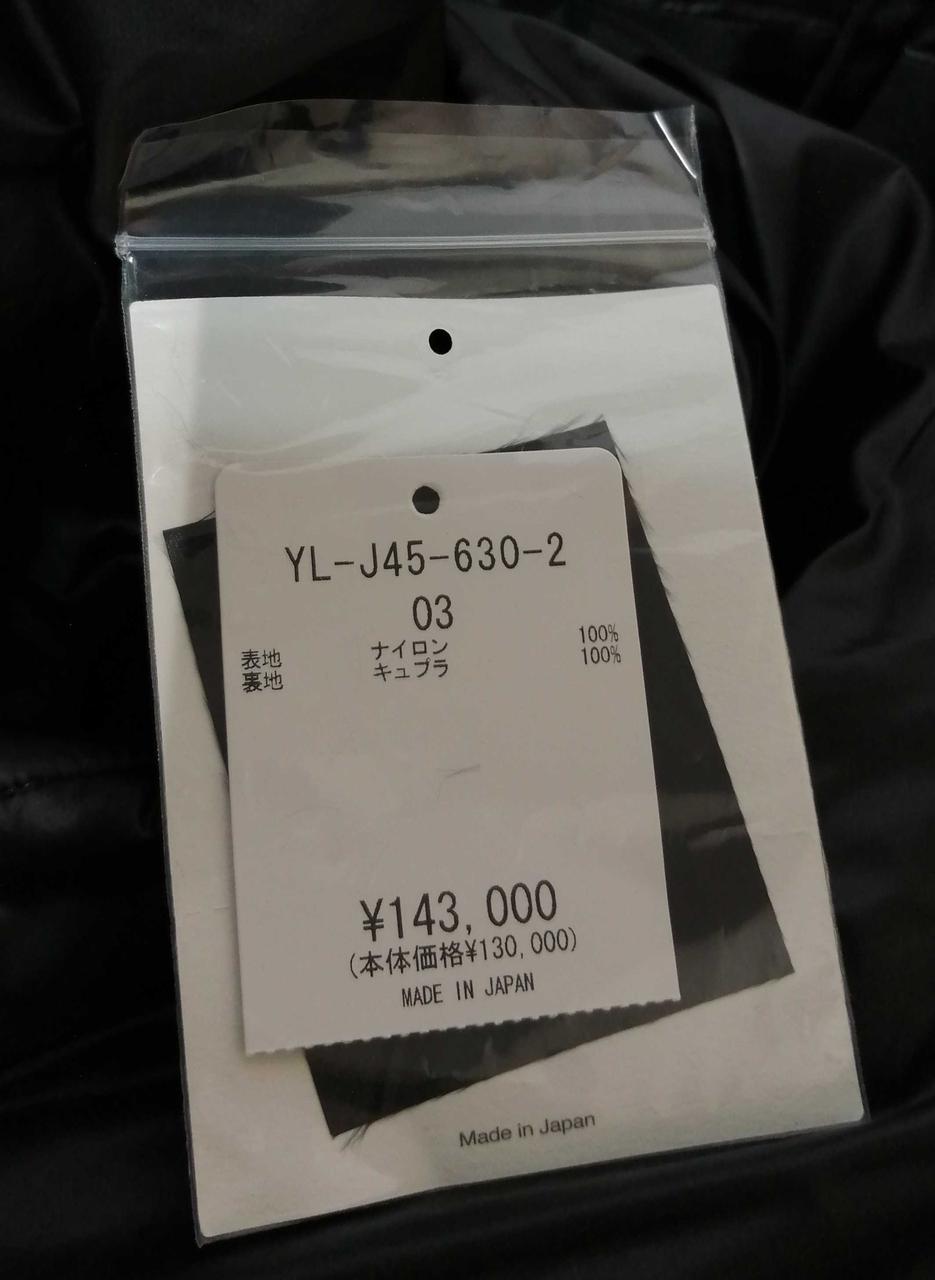 YL-J45-630-2
03
表地 ナイロン 100%
裏地 キュプラ 100%
¥143,000
(本体価格¥130,000)
MADE IN JAPAN
Made in Japan